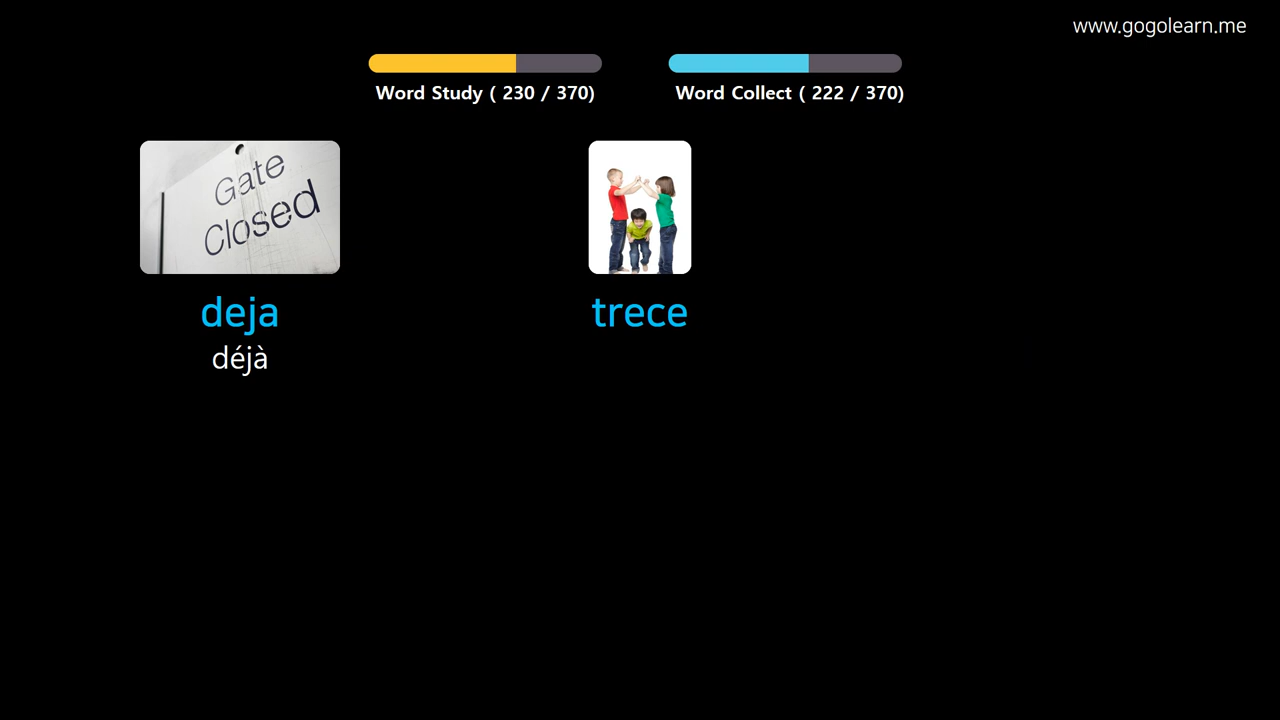 www.gogolearn.me
Word Study ( 230 / 370)
Word Collect ( 222 / 370)
Gate
Closed
deja
déjà
trece